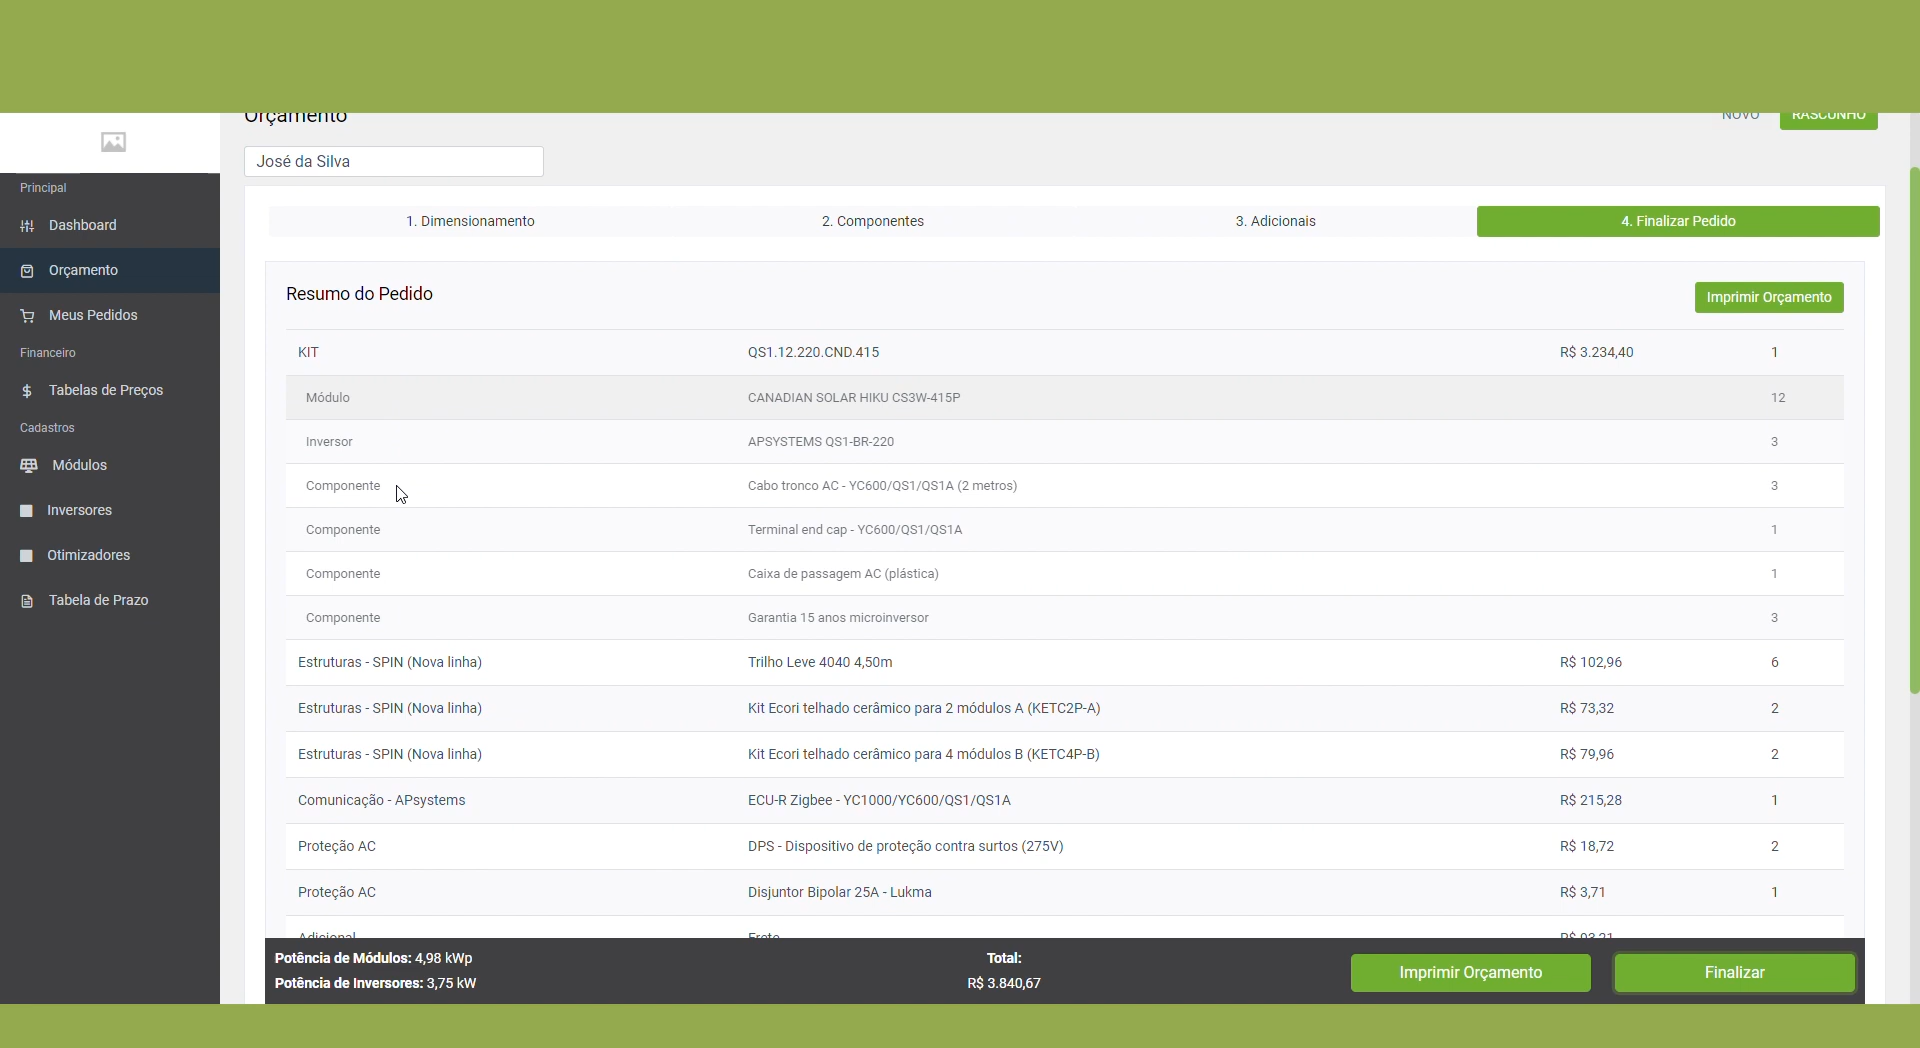 Orçamento
NOVO
RASCUNHO
José da Silva
Principal
Dashboard
Orçamento
Meus Pedidos
Financeiro
Tabelas de Preços
Cadastros
Módulos
Inversores
Otimizadores
Tabela de Prazo
1. Dimensionamento
2. Componentes
3. Adicionais
4. Finalizar Pedido
Resumo do Pedido
Imprimir Orçamento
KIT QS1.12.220.CND.415 R$ 3.234,40 1
Módulo CANADIAN SOLAR HIKU CS3W-415P 12
Inversor APSYSTEMS QS1-BR-220 3
Componente Cabo tronco AC - YC600/QS1/QS1A (2 metros) 3
Componente Terminal end cap - YC600/QS1/QS1A 1
Componente Caixa de passagem AC (plástica) 1
Componente Garantia 15 anos microinversor 3
Estruturas - SPIN (Nova linha) Trilho Leve 4040 4,50m R$ 102,96 6
Estruturas - SPIN (Nova linha) Kit Ecori telhado cerâmico para 2 módulos A (KETC2P-A) R$ 73,32 2
Estruturas - SPIN (Nova linha) Kit Ecori telhado cerâmico para 4 módulos B (KETC4P-B) R$ 79,96 2
Comunicação - APsystems ECU-R Zigbee - YC1000/YC600/QS1/QS1A R$ 215,28 1
Proteção AC DPS - Dispositivo de proteção contra surtos (275V) R$ 18,72 2
Proteção AC Disjuntor Bipolar 25A - Lukma R$ 3,71 1
Adicional Frete R$ 93,21
Potência de Módulos: 4,98 kWp
Potência de Inversores: 3,75 kW
Total:
R$ 3.840,67
Imprimir Orçamento
Finalizar